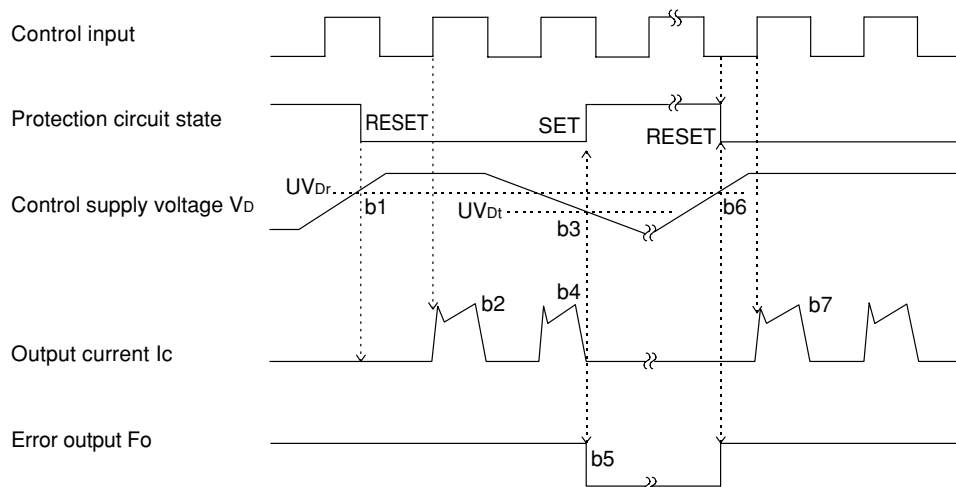 Control input
Protection circuit state
RESET
SET
RESET
UVDr
Control supply voltage VD
b1
UVDt
b3
b6
b2
b4
b7
Output current Ic
Error output Fo
b5